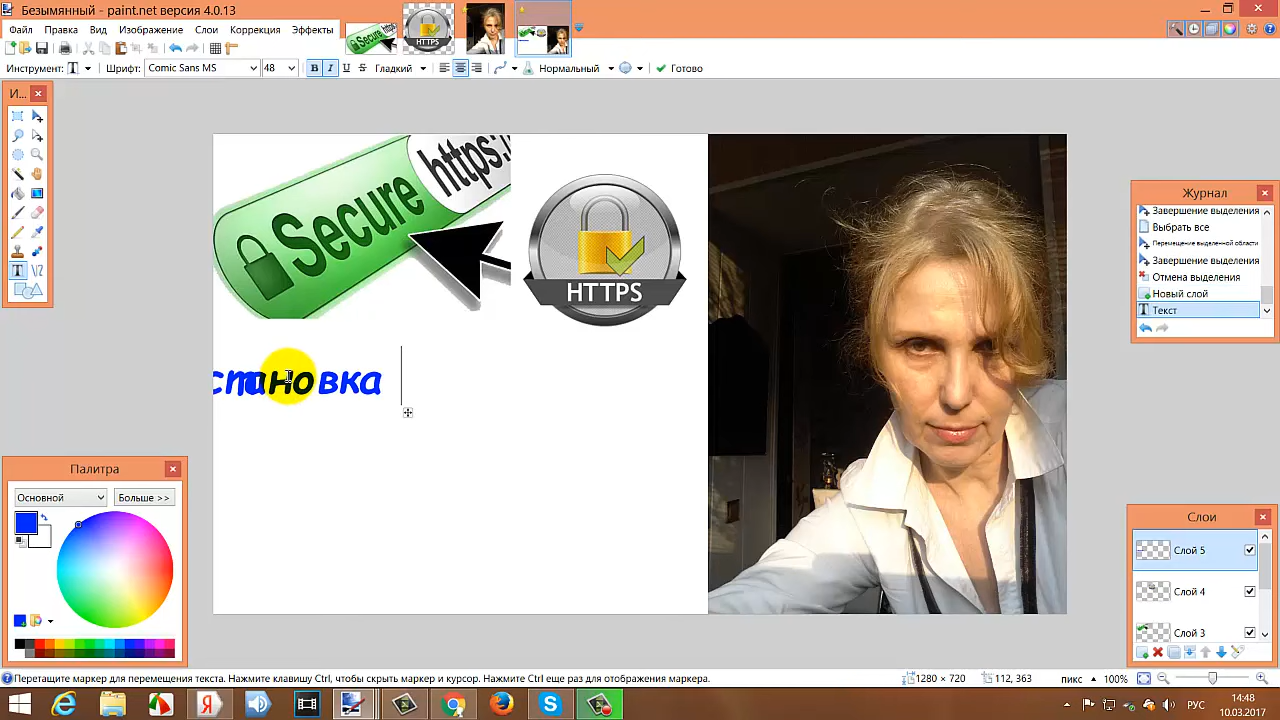 Безымянный - paint.net версия 4.0.13
Файл Правка Вид Изображение Слои Коррекция Эффекты
Инструмент: T Шрифт: Comic Sans MS 48 B I U S Гладкий Нормальный Готово
И...
Secure
https:/
HTTPS
становка
Журнал
Завершение выделения
Выбрать все
Перемещение выделенной области
Завершение выделения
Отмена выделения
Новый слой
Текст
Палитра
Основной Больше >>
Слои
Слой 5
Слой 4
Слой 3
Перетащите маркер для перемещения текста. Нажмите клавишу Ctrl, чтобы скрыть маркер и курсор. Нажмите Ctrl еще раз для отображения маркера.
1280 × 720 112, 363 пикс 100%
РУС 14:48
10.03.2017